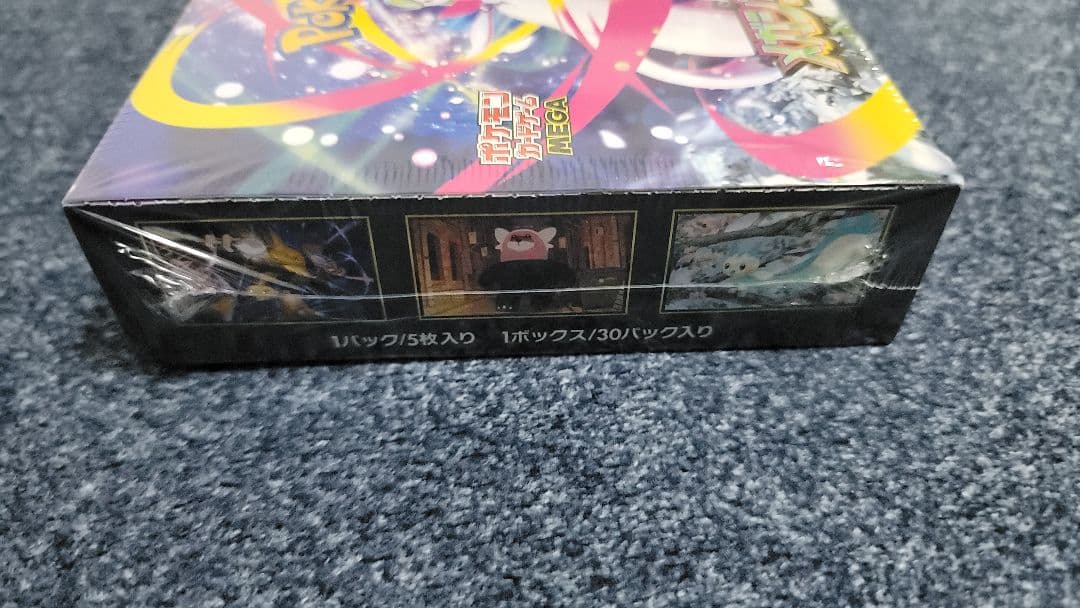 ポケモン
カードゲーム
MEGA
1パック/5枚入り 1ボックス/30パック入り